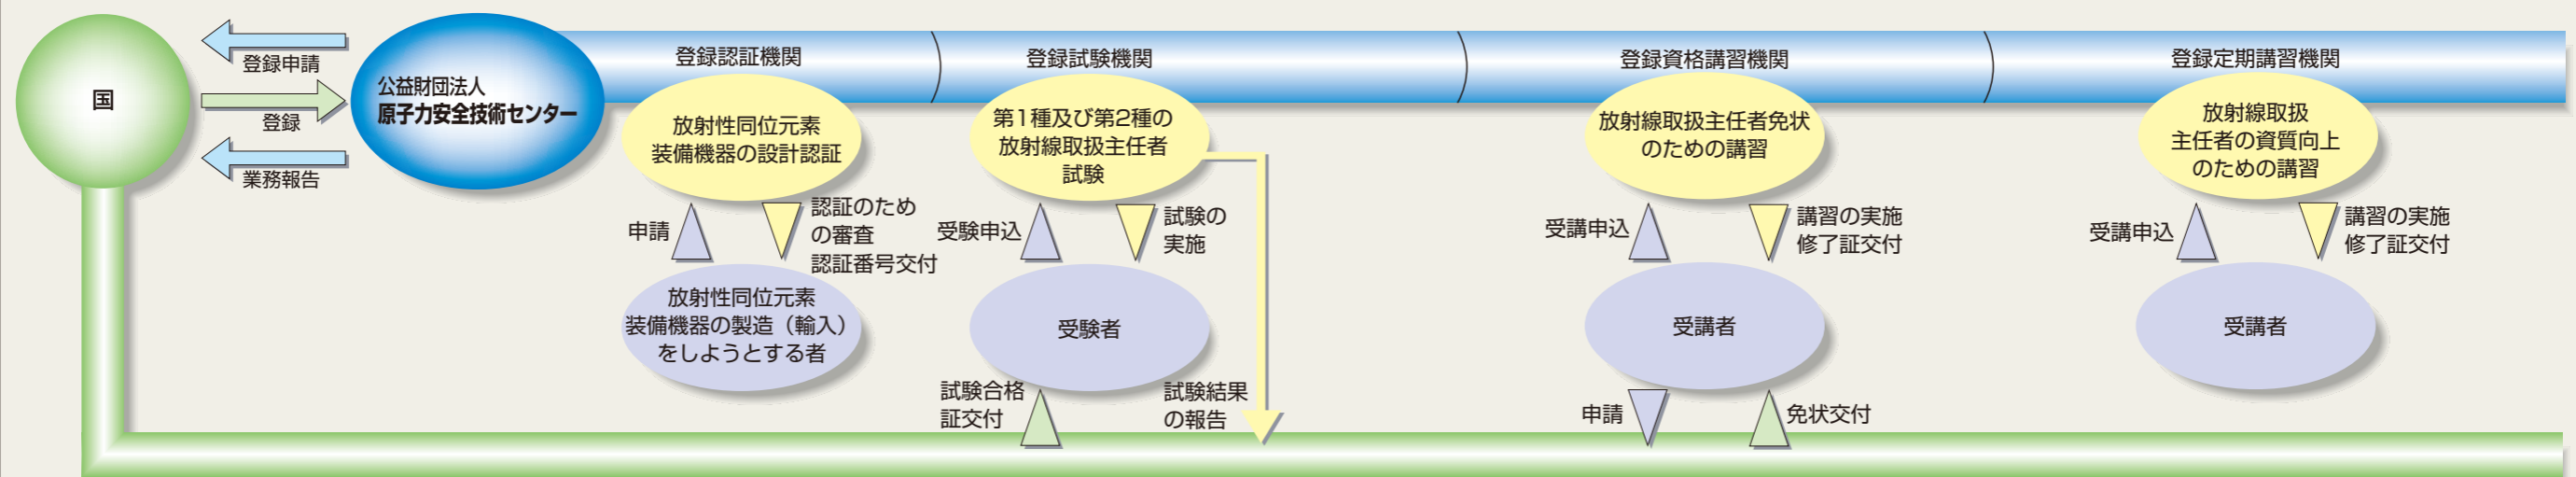 国
登録申請
登録
業務報告
公益財団法人
原子力安全技術センター
登録認証機関
放射性同位元素
装備機器の設計認証
申請
認証のため
の審査
認証番号交付
放射性同位元素
装備機器の製造（輸入）
をしようとする者
登録試験機関
第1種及び第2種の
放射線取扱主任者
試験
受験申込
試験の
実施
受験者
試験合格
証交付
試験結果
の報告
登録資格講習機関
放射線取扱主任者免状
のための講習
受講申込
講習の実施
修了証交付
受講者
申請
免状交付
登録定期講習機関
放射線取扱
主任者の資質向上
のための講習
受講申込
講習の実施
修了証交付
受講者